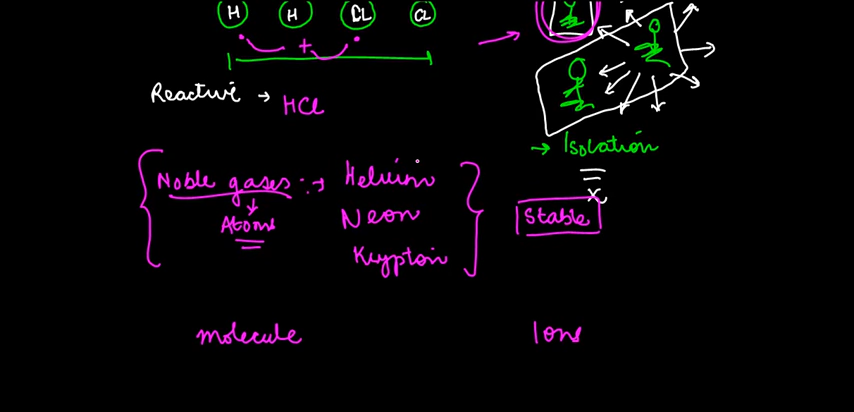 H H CL CL
+
Reactive → HCl
→ Isolation
x
Noble gases :→ Helium
Atoms
Neon
Stable
Krypton
molecule
Ions